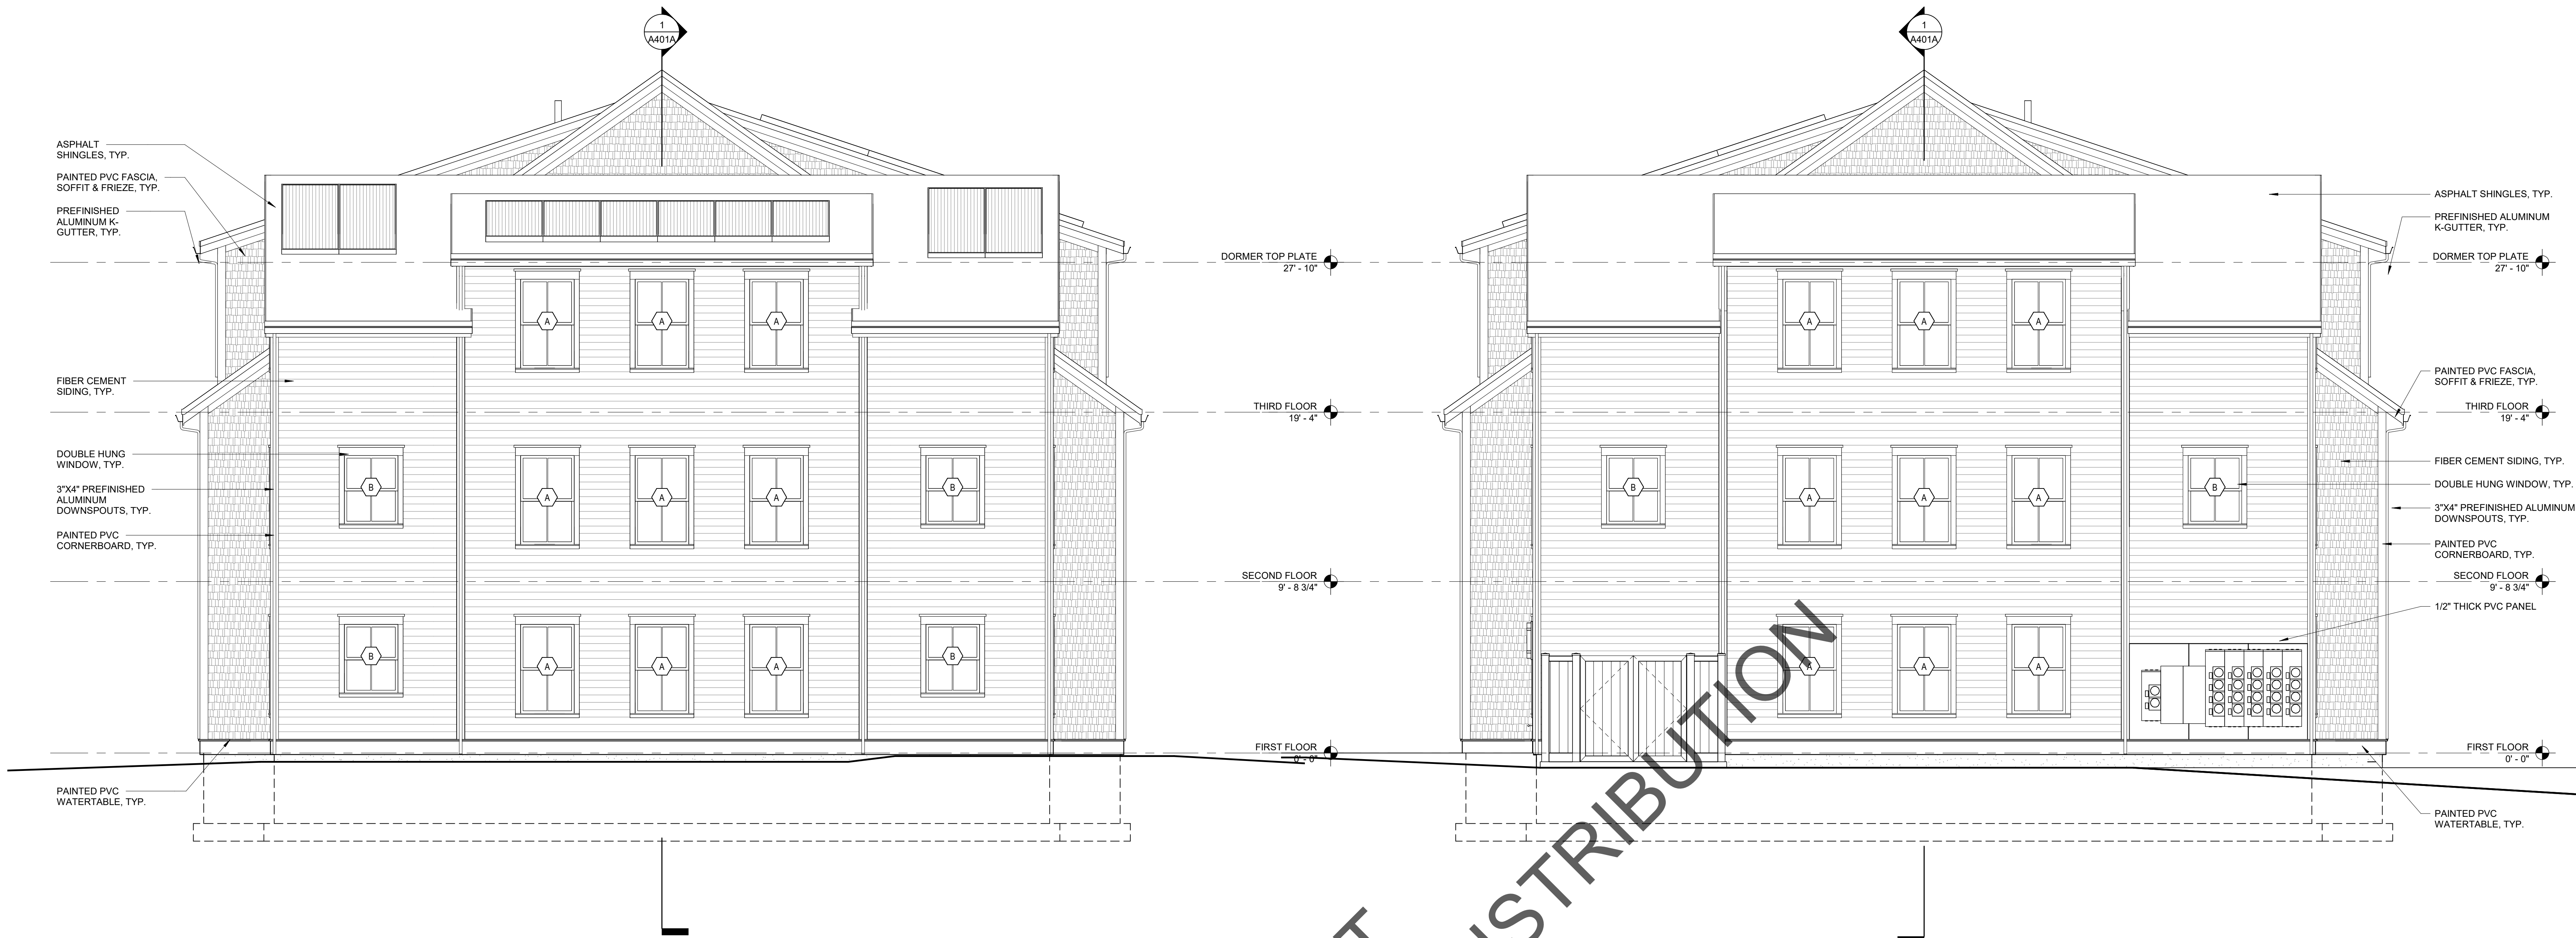 1
A401A
1
A401A
ASPHALT
SHINGLES, TYP.
PAINTED PVC FASCIA,
SOFFIT & FRIEZE, TYP.
PREFINISHED
ALUMINUM K-
GUTTER, TYP.
FIBER CEMENT
SIDING, TYP.
DOUBLE HUNG
WINDOW, TYP.
3"X4" PREFINISHED
ALUMINUM
DOWNSPOUTS, TYP.
PAINTED PVC
CORNERBOARD, TYP.
PAINTED PVC
WATERTABLE, TYP.
A
A
A
B
A
A
A
B
B
A
A
A
B
DORMER TOP PLATE
27' - 10"
THIRD FLOOR
19' - 4"
SECOND FLOOR
9' - 8 3/4"
FIRST FLOOR
0' - 0"
A
A
A
B
A
A
A
B
A
A
A
ASPHALT SHINGLES, TYP.
PREFINISHED ALUMINUM
K-GUTTER, TYP.
DORMER TOP PLATE
27' - 10"
PAINTED PVC FASCIA,
SOFFIT & FRIEZE, TYP.
THIRD FLOOR
19' - 4"
FIBER CEMENT SIDING, TYP.
DOUBLE HUNG WINDOW, TYP.
3"X4" PREFINISHED ALUMINUM
DOWNSPOUTS, TYP.
PAINTED PVC
CORNERBOARD, TYP.
SECOND FLOOR
9' - 8 3/4"
1/2" THICK PVC PANEL
FIRST FLOOR
0' - 0"
PAINTED PVC
WATERTABLE, TYP.